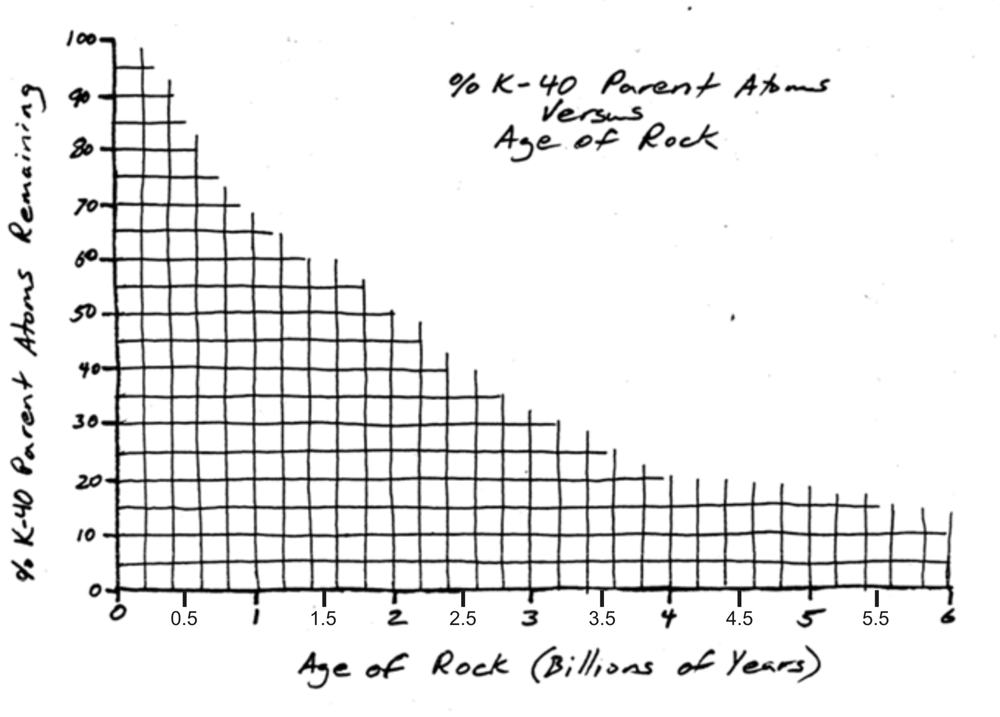 100
90
80
70
60
50
40
30
20
10
0
% K-40 Parent Atoms Remaining
% K-40 Parent Atoms
Versus
Age of Rock
0 0.5 1 1.5 2 2.5 3 3.5 4 4.5 5 5.5 6
Age of Rock (Billions of Years)